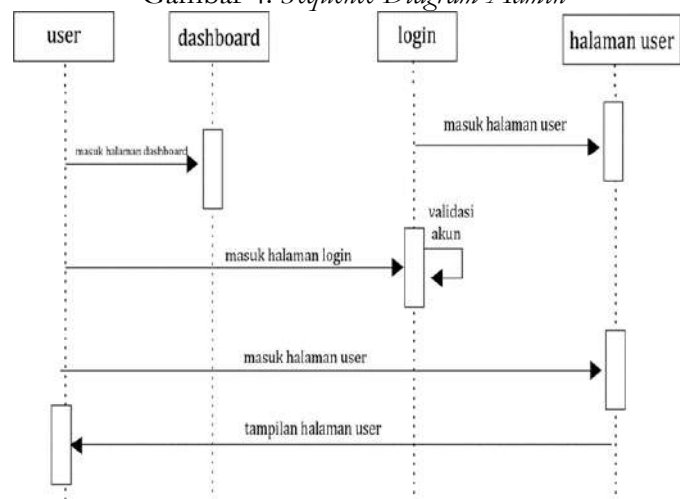 Gambar 4. Sequence Diagram Admin
user
dashboard
login
halaman user
masuk halaman user
masuk halaman dashboard
validasi
akun
masuk halaman login
masuk halaman user
tampilan halaman user